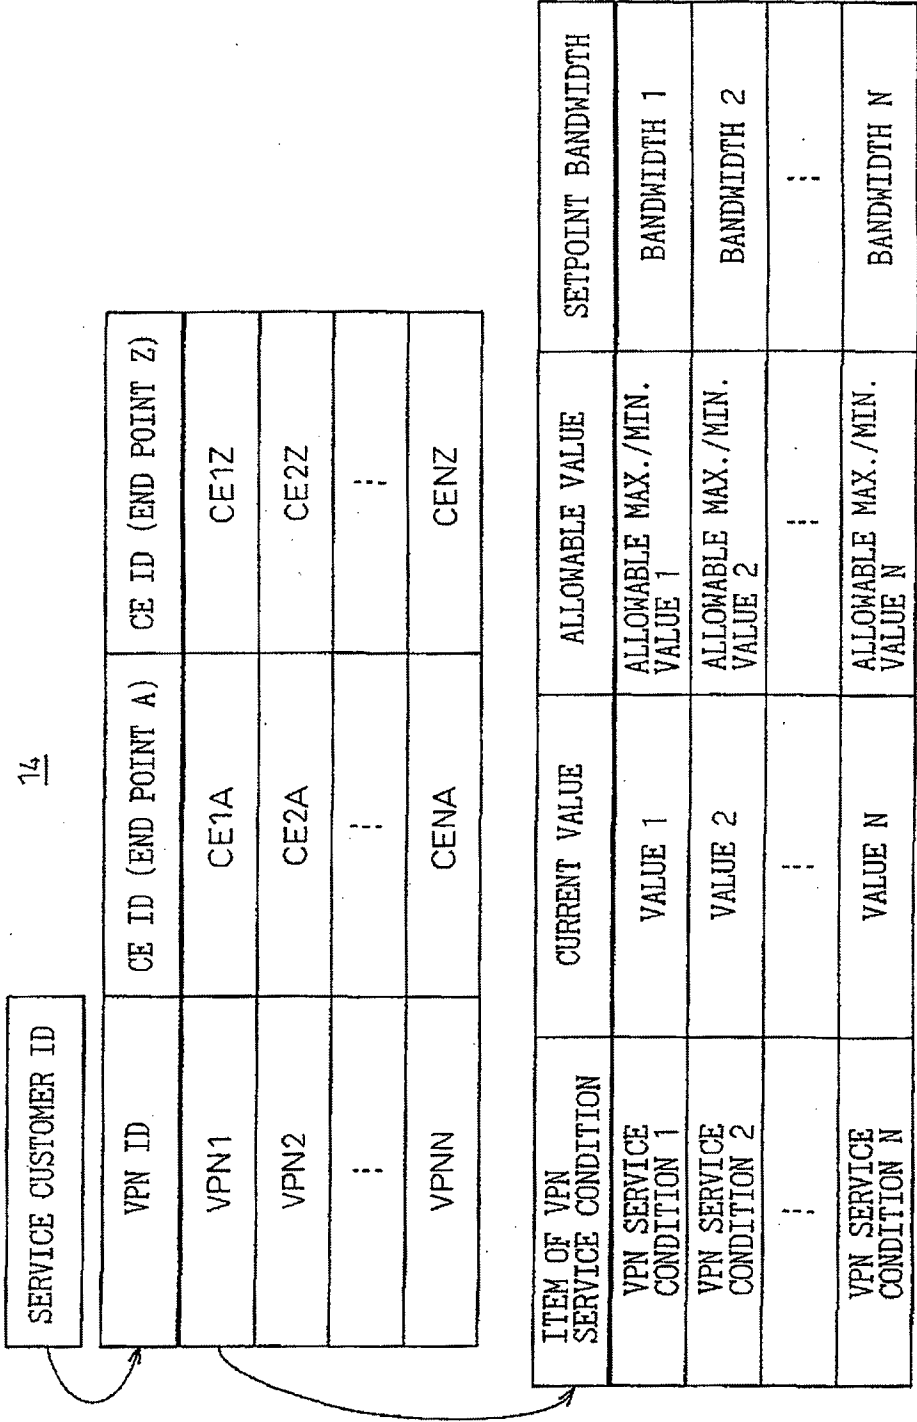 14
SERVICE CUSTOMER ID
VPN ID
CE ID (END POINT A)
CE ID (END POINT Z)
VPN1
CE1A
CE1Z
VPN2
CE2A
CE2Z
⋮
⋮
⋮
VPNN
CENA
CENZ
ITEM OF VPN
SERVICE CONDITION
CURRENT VALUE
ALLOWABLE VALUE
SETPOINT BANDWIDTH
VPN SERVICE
CONDITION 1
VALUE 1
ALLOWABLE MAX./MIN.
VALUE 1
BANDWIDTH 1
VPN SERVICE
CONDITION 2
VALUE 2
ALLOWABLE MAX./MIN.
VALUE 2
BANDWIDTH 2
⋮
⋮
⋮
⋮
VPN SERVICE
CONDITION N
VALUE N
ALLOWABLE MAX./MIN.
VALUE N
BANDWIDTH N